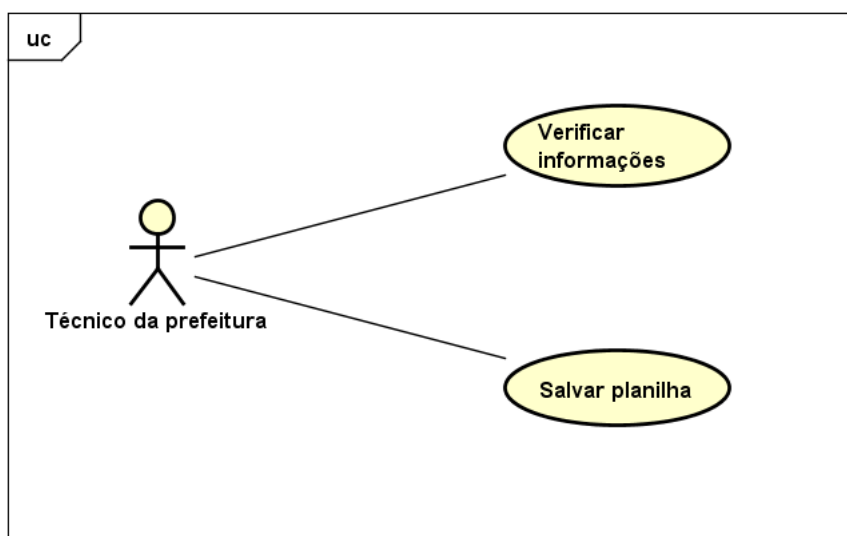 uc
Verificar
informações
Técnico da prefeitura
Salvar planilha